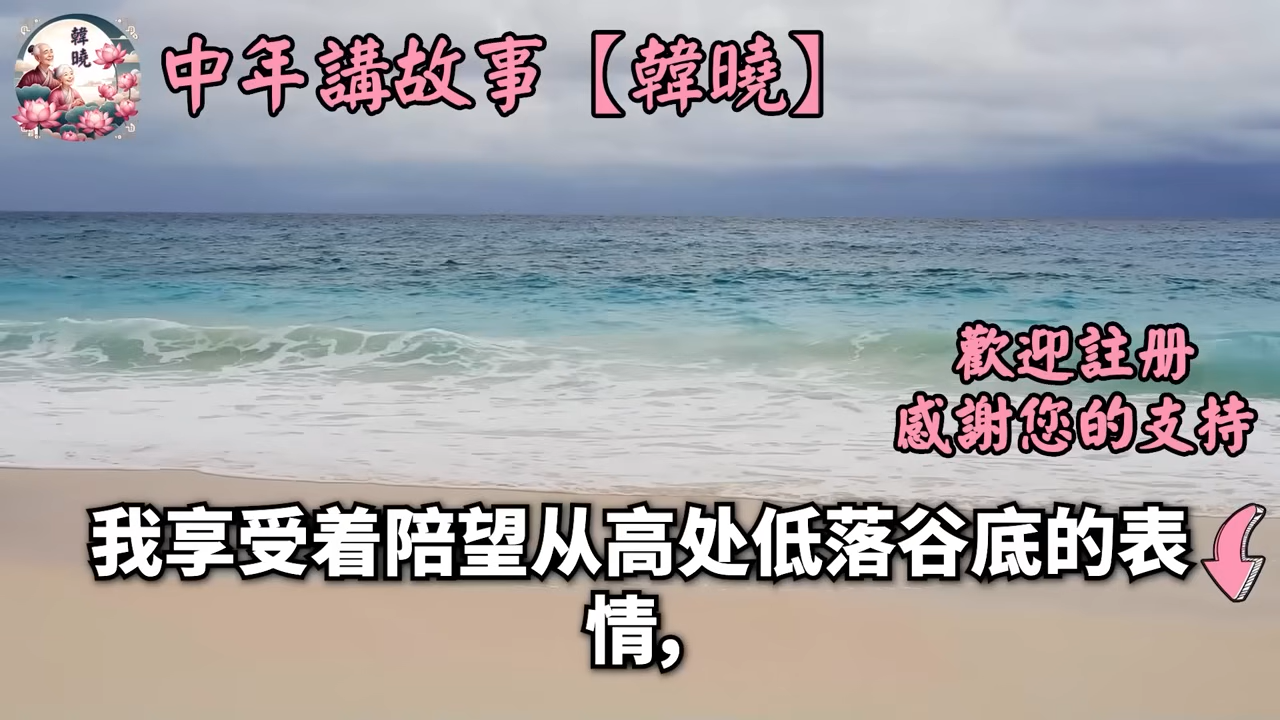 韓
曉
中年講故事【韓曉】
歡迎註册
感謝您的支持
我享受着陪望从高处低落谷底的表
情,